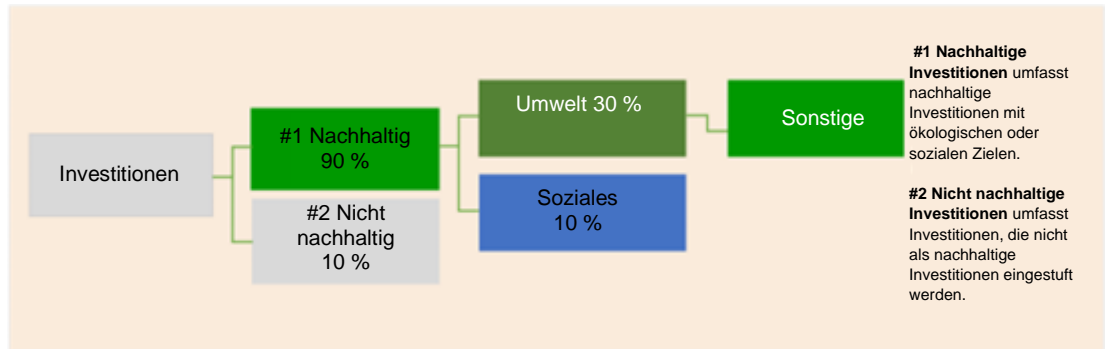 Investitionen
#1 Nachhaltig
90 %
#2 Nicht
nachhaltig
10 %
Umwelt 30 %
Soziales
10 %
Sonstige
#1 Nachhaltige
Investitionen umfasst
nachhaltige
Investitionen mit
ökologischen oder
sozialen Zielen.
#2 Nicht nachhaltige
Investitionen umfasst
Investitionen, die nicht
als nachhaltige
Investitionen eingestuft
werden.